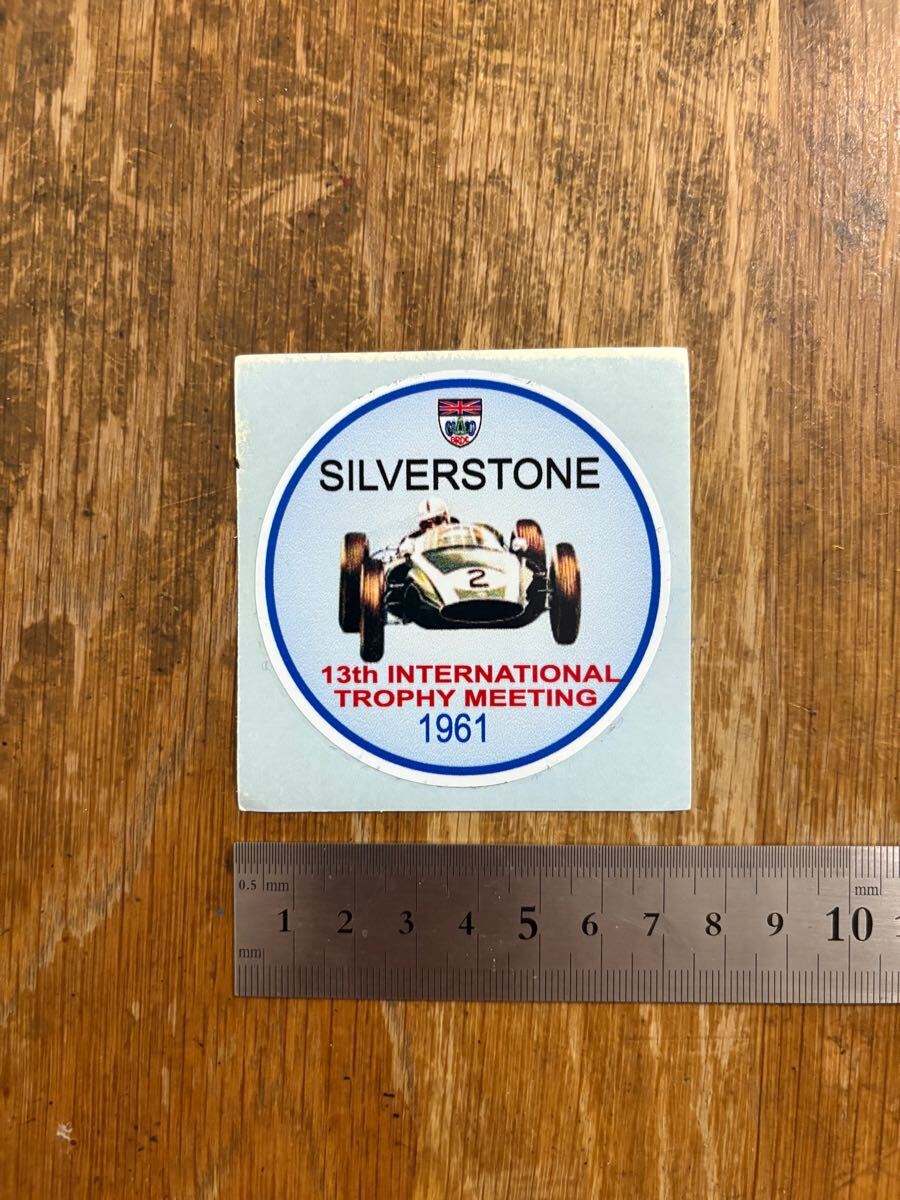 BRDC
SILVERSTONE
2
13th INTERNATIONAL
TROPHY MEETING
1961
0.5 mm
mm
1 2 3 4 5 6 7 8 9 10
mm